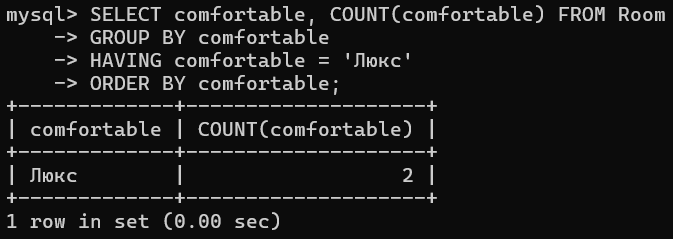 mysql> SELECT comfortable, COUNT(comfortable) FROM Room
    -> GROUP BY comfortable
    -> HAVING comfortable = 'Люкс'
    -> ORDER BY comfortable;
+-------------+--------------------+
| comfortable | COUNT(comfortable) |
+-------------+--------------------+
| Люкс        |                  2 |
+-------------+--------------------+
1 row in set (0.00 sec)